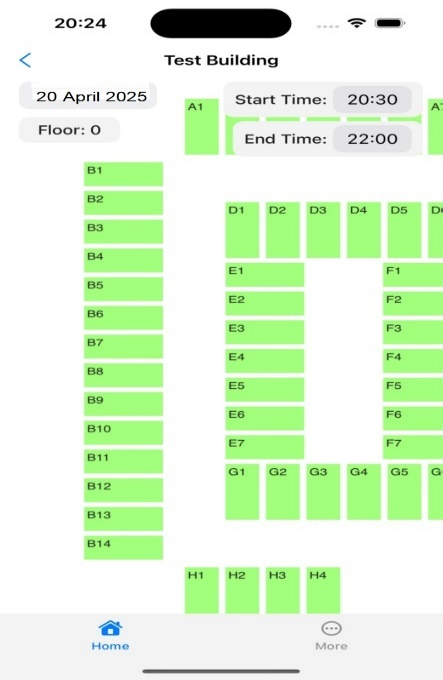 20:24
Test Building
20 April 2025
Floor: 0
Start Time: 20:30
End Time: 22:00
A1
B1
B2
B3
B4
B5
B6
B7
B8
B9
B10
B11
B12
B13
B14
D1 D2 D3 D4 D5
E1 F1
E2 F2
E3 F3
E4 F4
E5 F5
E6 F6
E7 F7
G1 G2 G3 G4 G5
H1 H2 H3 H4
Home More